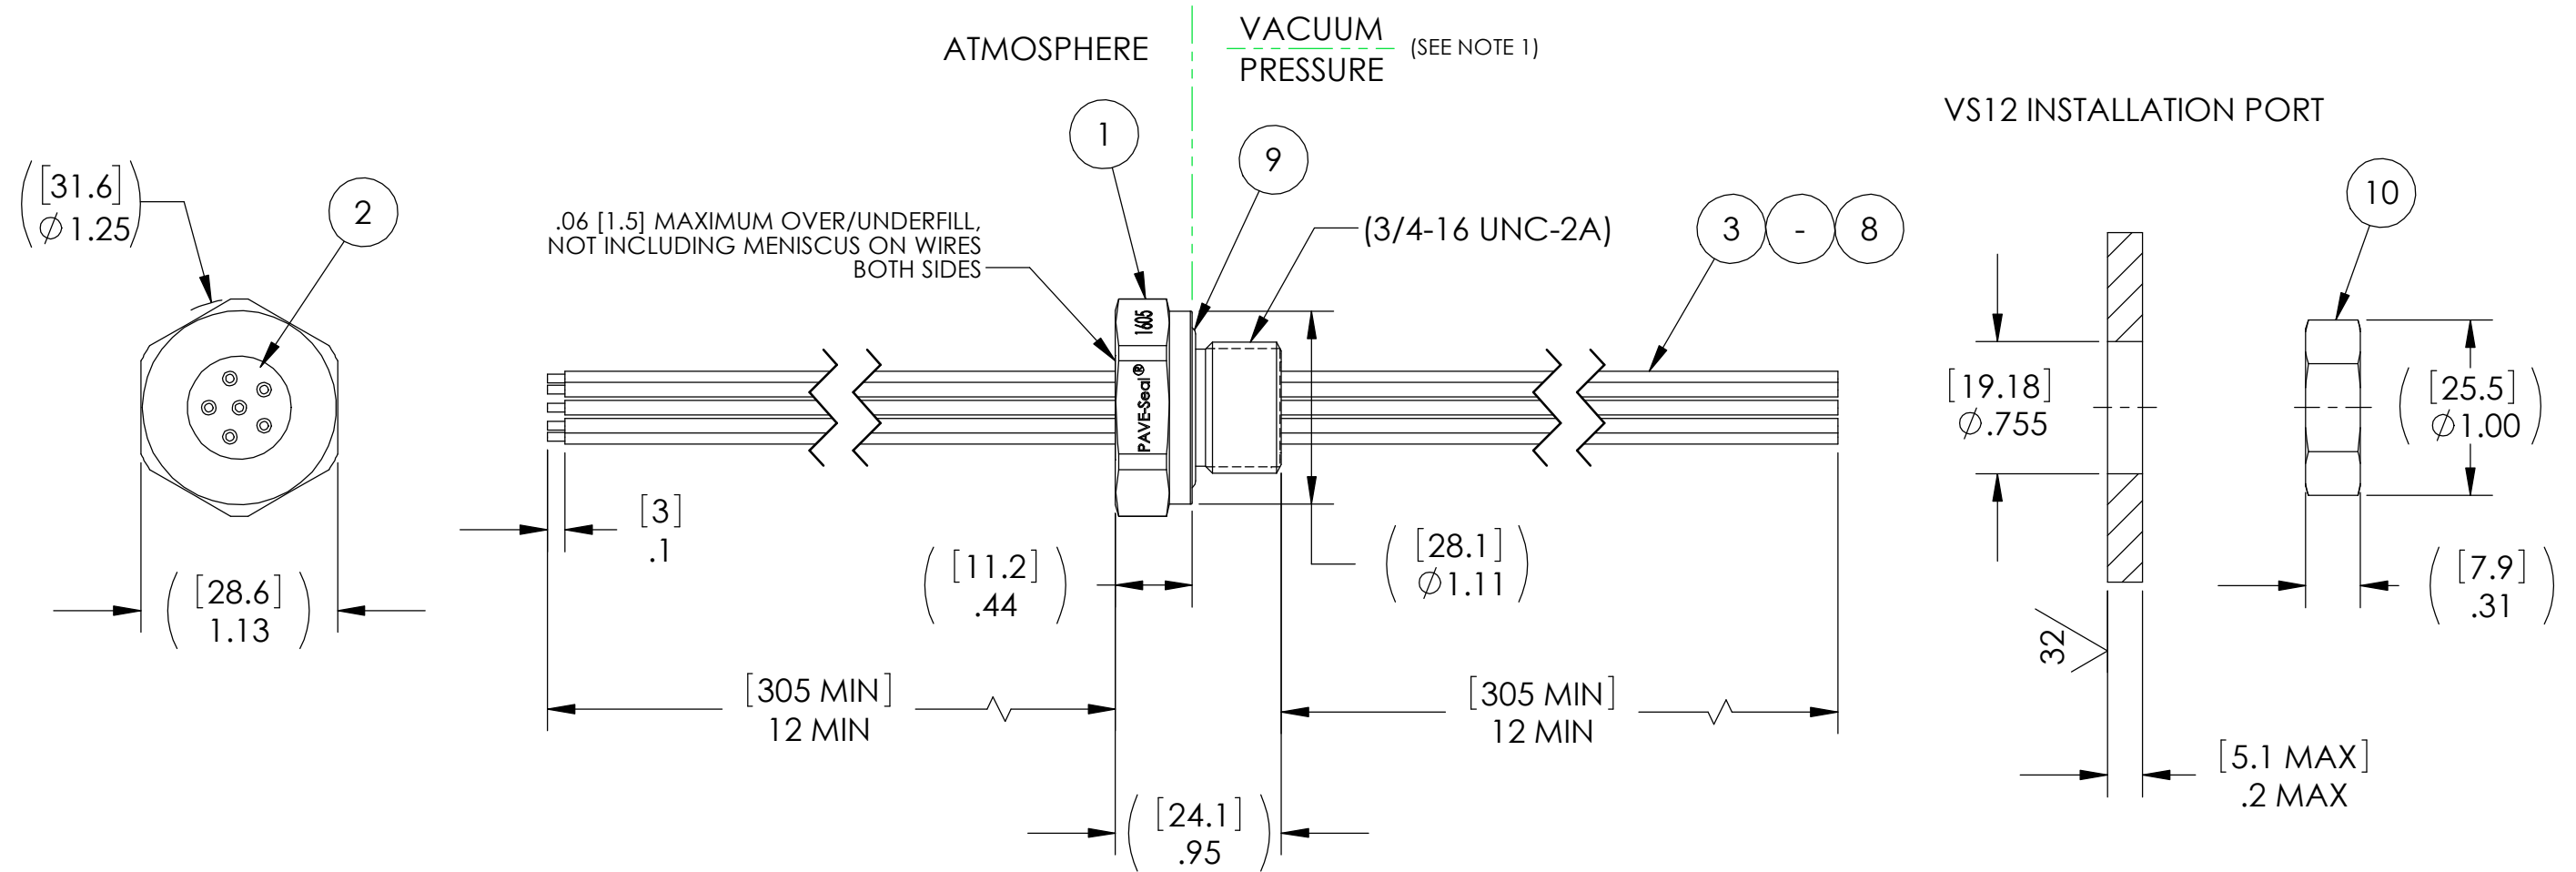 ATMOSPHERE
VACUUM
PRESSURE
(SEE NOTE 1)
VS12 INSTALLATION PORT
1
9
2
10
3 - 8
([31.6]
Ø 1.25)
.06 [1.5] MAXIMUM OVER/UNDERFILL,
NOT INCLUDING MENISCUS ON WIRES
BOTH SIDES
(3/4-16 UNC-2A)
1605
PAVE-Seal®
[19.18]
Ø.755
([25.5]
Ø1.00)
[3]
.1
([11.2]
.44)
([28.1]
Ø1.11)
([28.6]
1.13)
([7.9]
.31)
32
[305 MIN]
12 MIN
[305 MIN]
12 MIN
[5.1 MAX]
.2 MAX
([24.1]
.95)